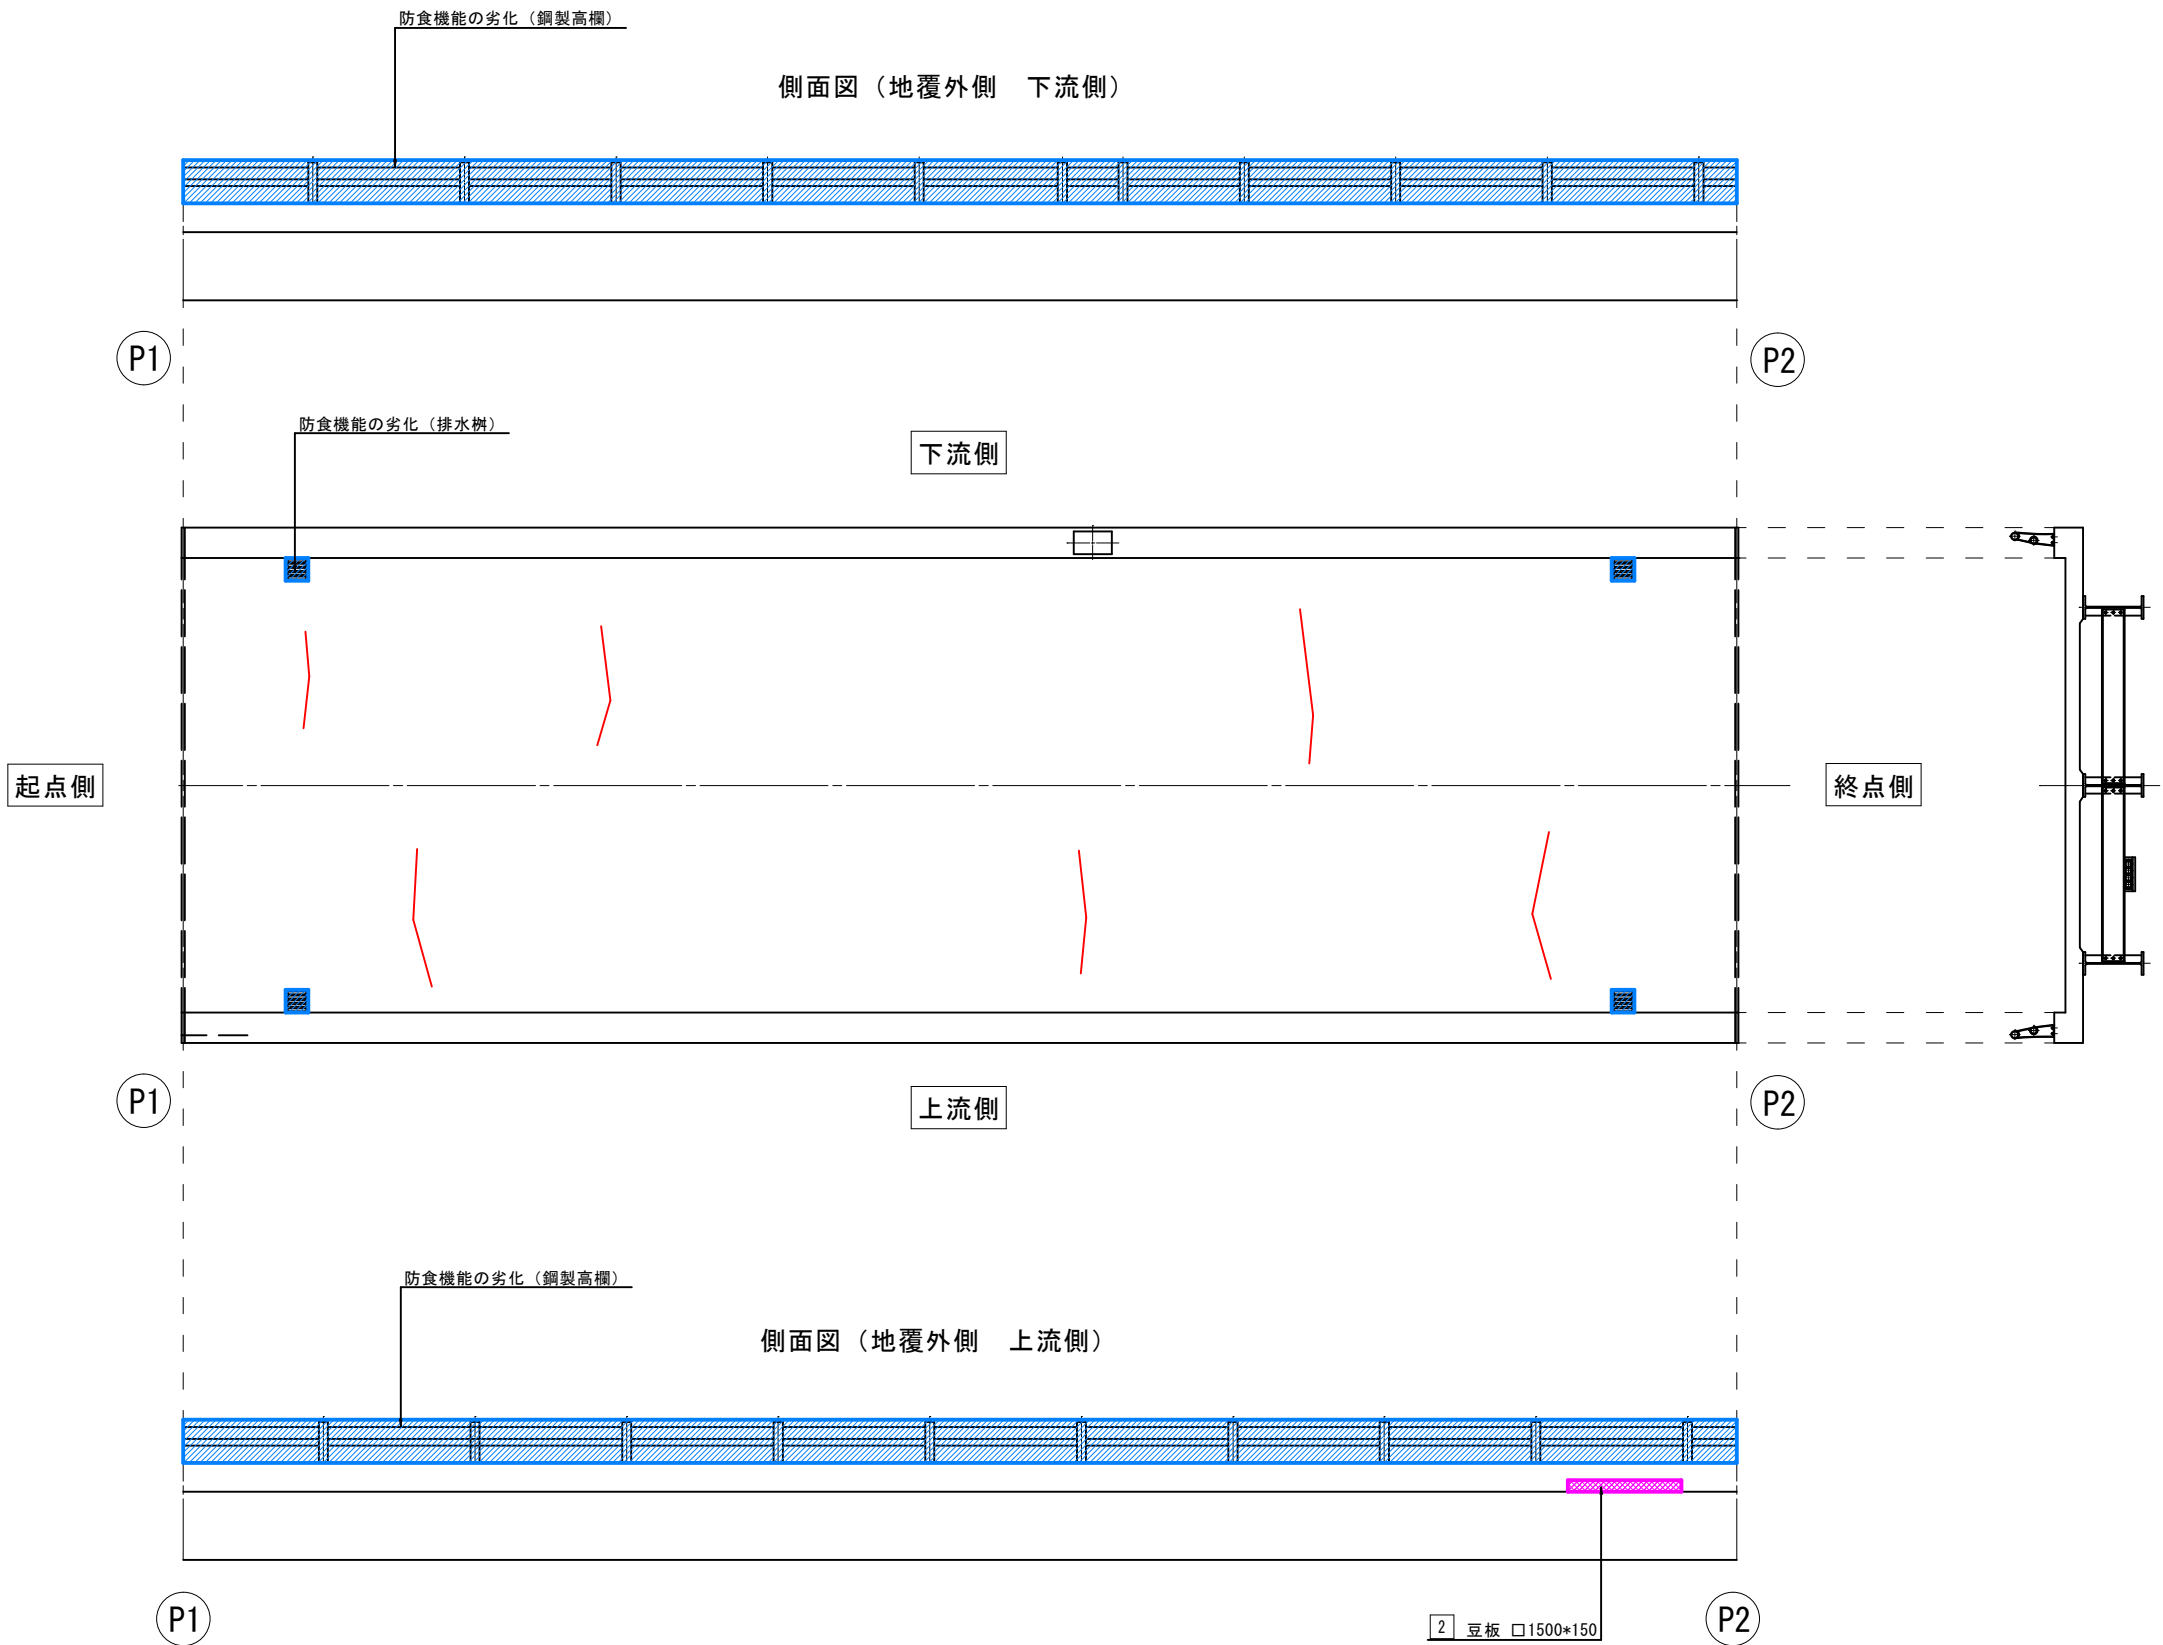 防食機能の劣化（鋼製高欄）
側面図（地覆外側　下流側）
P1
P2
防食機能の劣化（排水桝）
下流側
起点側
終点側
P1
P2
上流側
防食機能の劣化（鋼製高欄）
側面図（地覆外側　上流側）
P1
P2
2 豆板 □1500*150